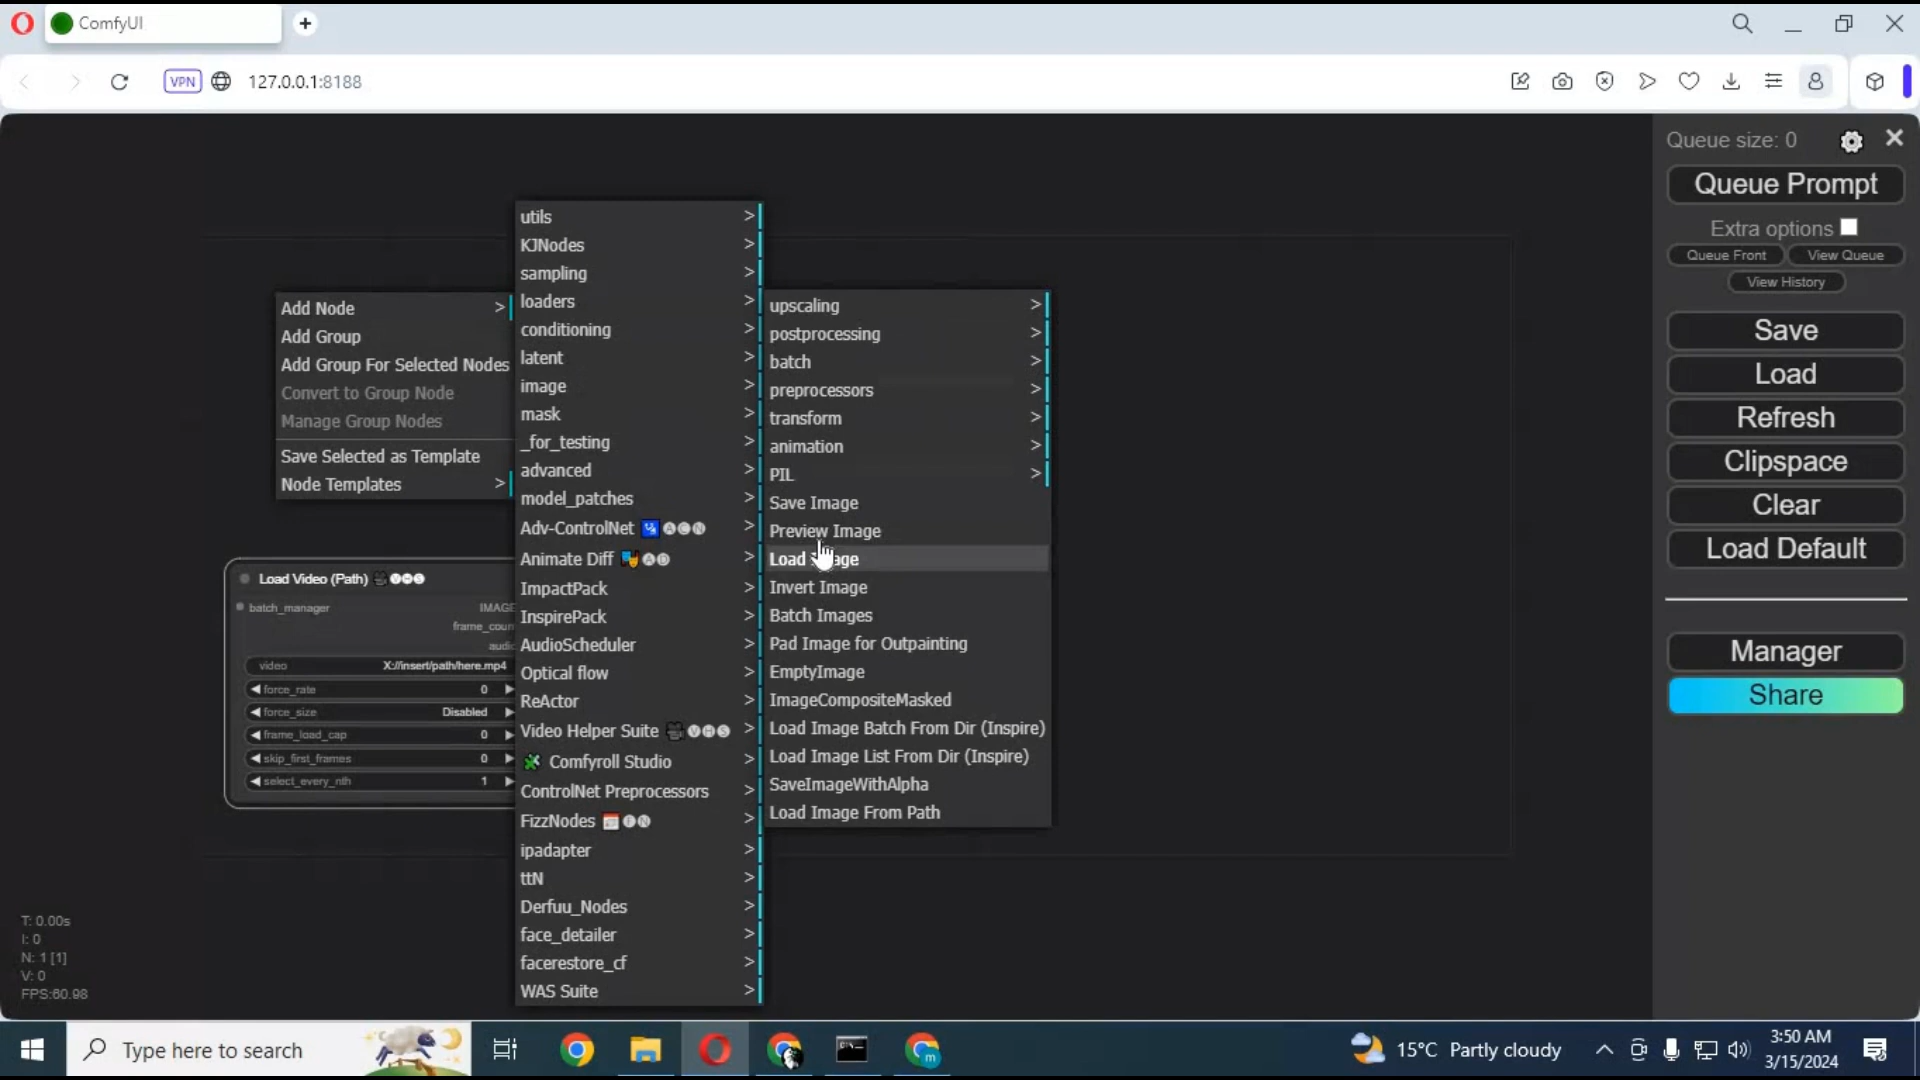 ComfyUI
VPN
127.0.0.1:8188
Queue size: 0
Queue Prompt
Extra options
Queue Front
View Queue
View History
Save
Load
Refresh
Clipspace
Clear
Load Default
Manager
Share
Add Node >
Add Group
Add Group For Selected Nodes
Convert to Group Node
Manage Group Nodes
Save Selected as Template
Node Templates >
utils >
KJNodes >
sampling >
loaders >
conditioning >
latent >
image >
mask >
_for_testing >
advanced >
model_patches >
Adv-ControlNet 🅐🅒🅝 >
Animate Diff 🅐🅓 >
ImpactPack >
InspirePack >
AudioScheduler >
Optical flow >
ReActor >
Video Helper Suite 🅥🅗🅢 >
Comfyroll Studio >
ControlNet Preprocessors >
FizzNodes 🅕🅝 >
ipadapter >
ttN >
Derfuu_Nodes >
face_detailer >
facerestore_cf >
WAS Suite >
upscaling >
postprocessing >
batch >
preprocessors >
transform >
animation >
PIL >
Save Image
Preview Image
Load
Invert Image
Batch Images
Pad Image for Outpainting
EmptyImage
ImageCompositeMasked
Load Image Batch From Dir (Inspire)
Load Image List From Dir (Inspire)
SaveImageWithAlpha
Load Image From Path
Load Video (Path) 🅥🅗🅢
batch_manager
video X://insert/path/here.mp4
force_rate 0
force_size Disabled
frame_load_cap 0
skip_first_frames 0
select_every_nth 1
T: 0.00s
I: 0
N: 1 [1]
V: 0
FPS:60.98
Type here to search
15°C Partly cloudy
3:50 AM
3/15/2024